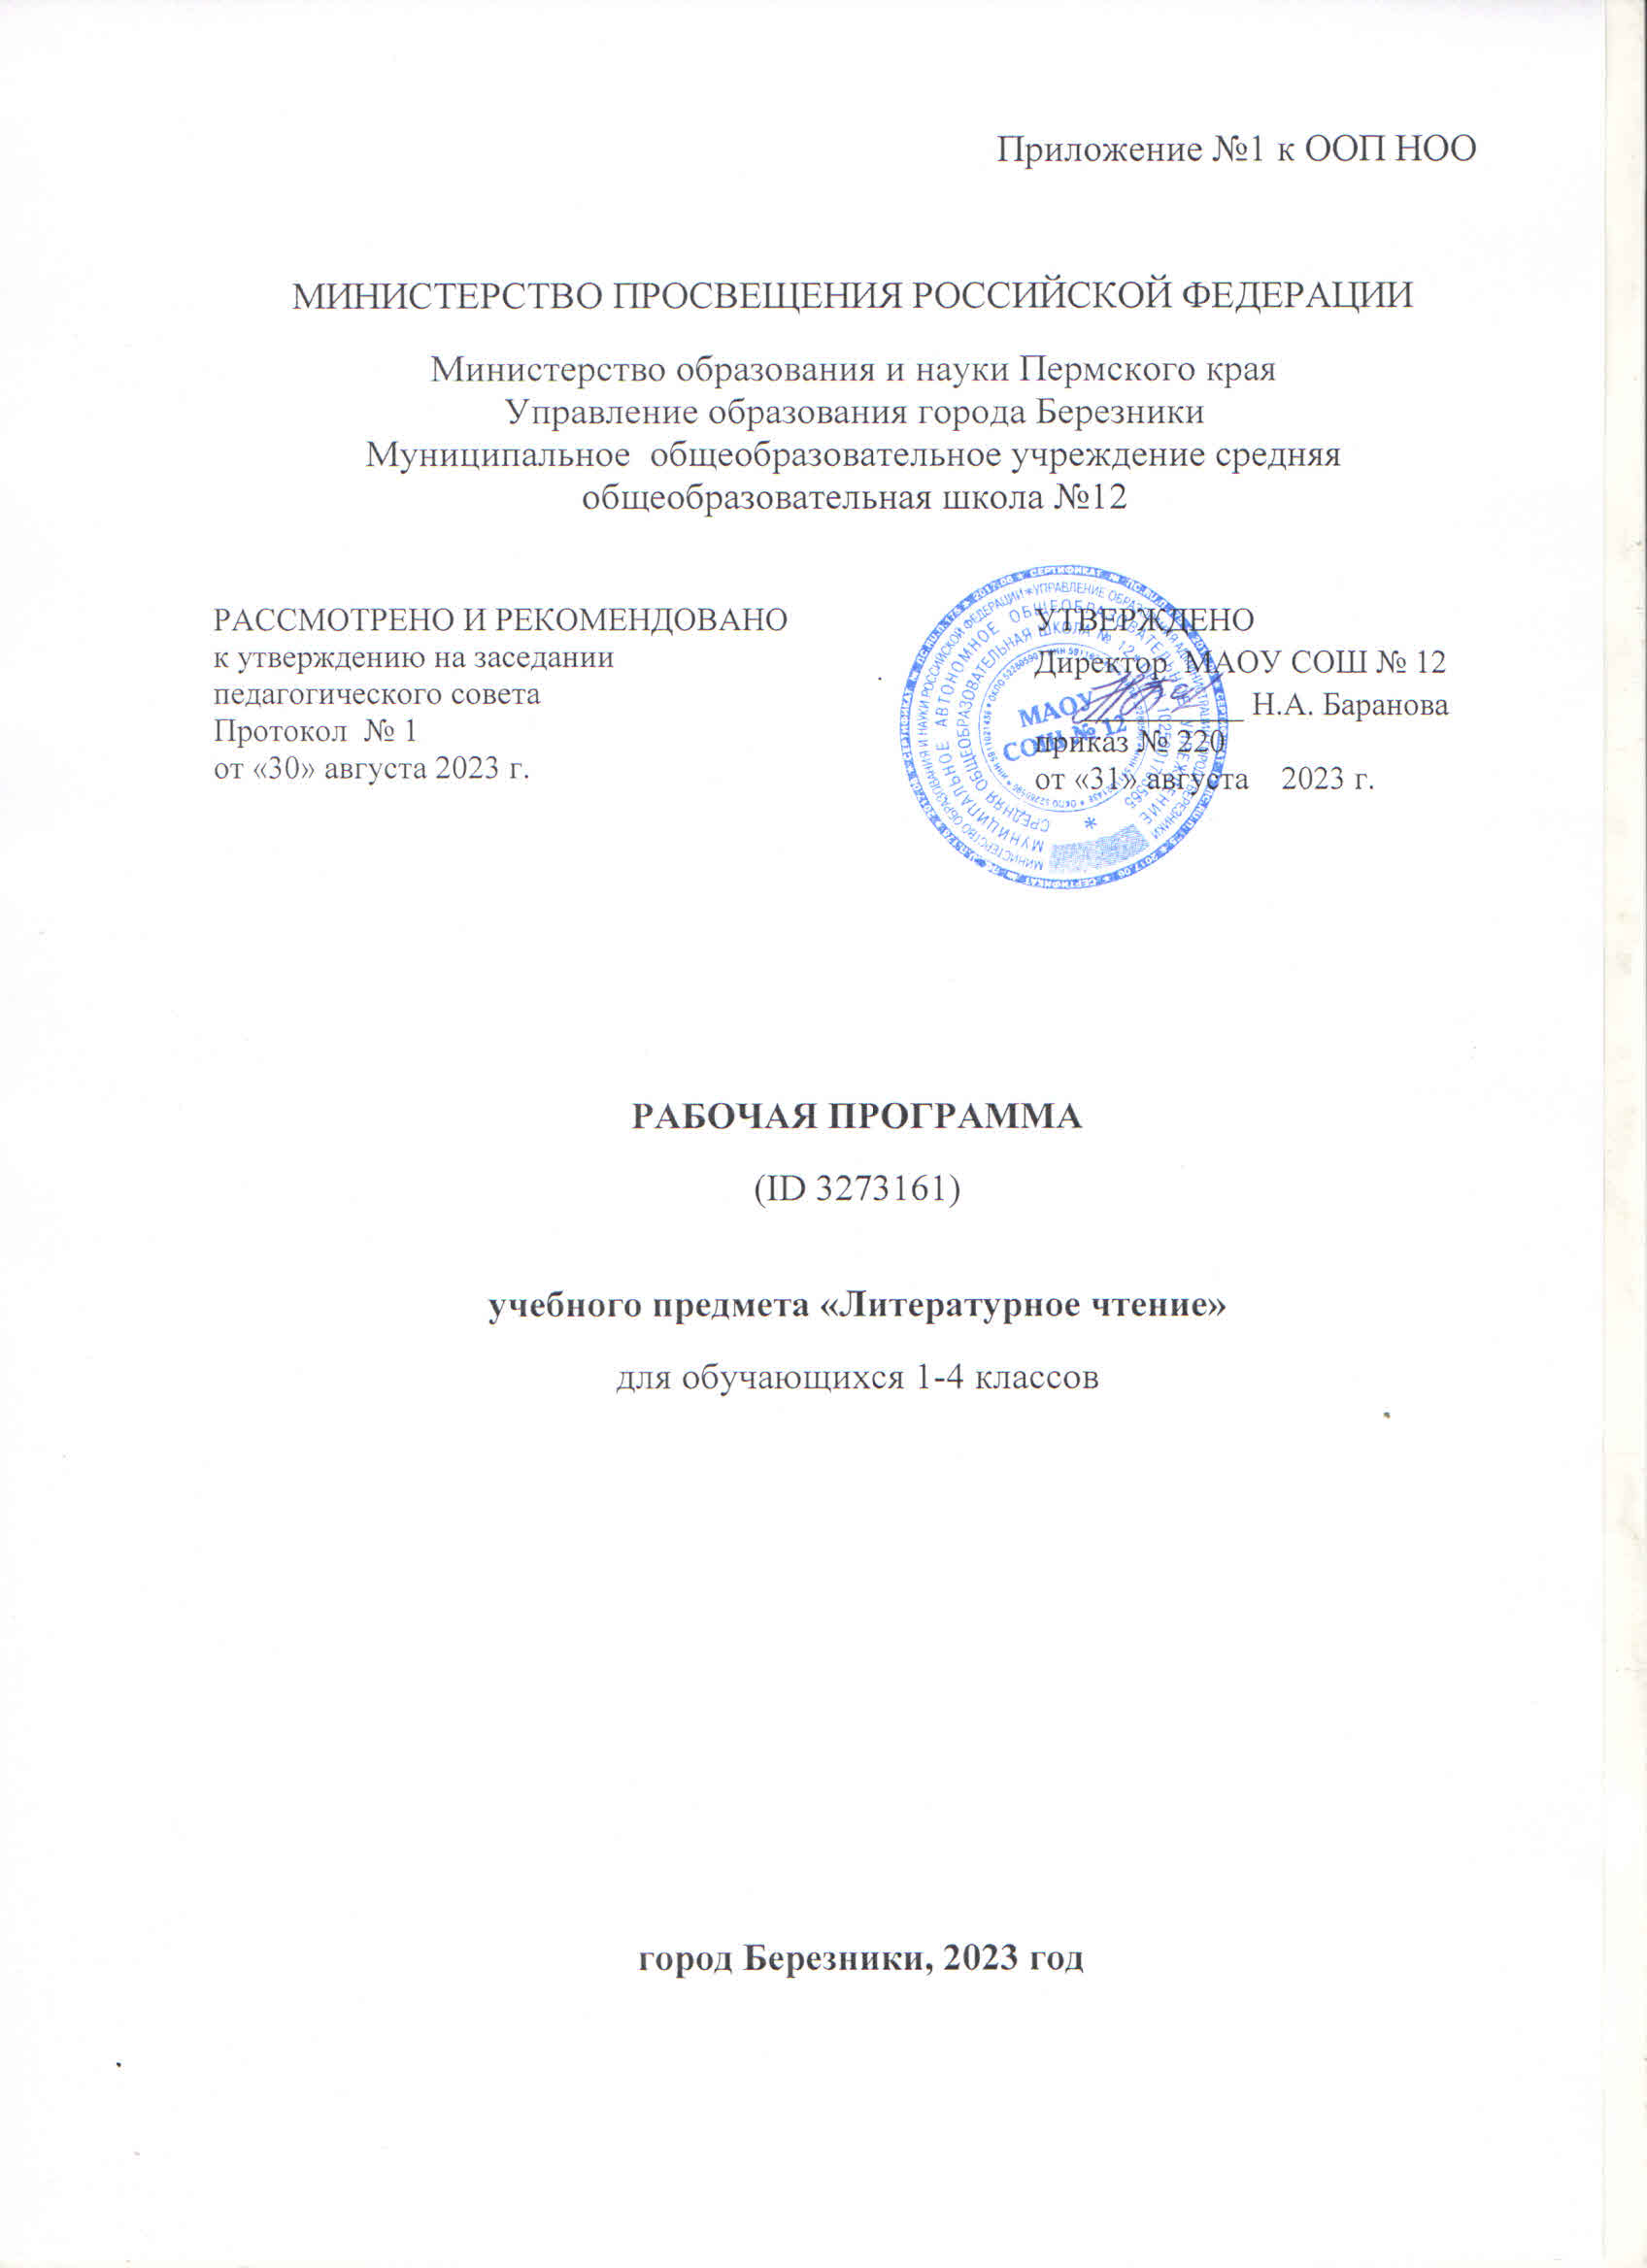 Приложение №1 к ООП НОО
МИНИСТЕРСТВО ПРОСВЕЩЕНИЯ РОССИЙСКОЙ ФЕДЕРАЦИИ
Министерство образования и науки Пермского края
Управление образования города Березники
Муниципальное общеобразовательное учреждение средняя
общеобразовательная школа №12
РАССМОТРЕНО И РЕКОМЕНДОВАНО
к утверждению на заседании
педагогического совета
Протокол № 1
от «30» августа 2023 г.
УТВЕРЖДЕНО
Директор МАОУ СОШ № 12
____________ Н.А. Баранова
приказ № 220
от «31» августа 2023 г.
МАОУ
СОШ № 12
РАБОЧАЯ ПРОГРАММА
(ID 3273161)
учебного предмета «Литературное чтение»
для обучающихся 1-4 классов
город Березники, 2023 год